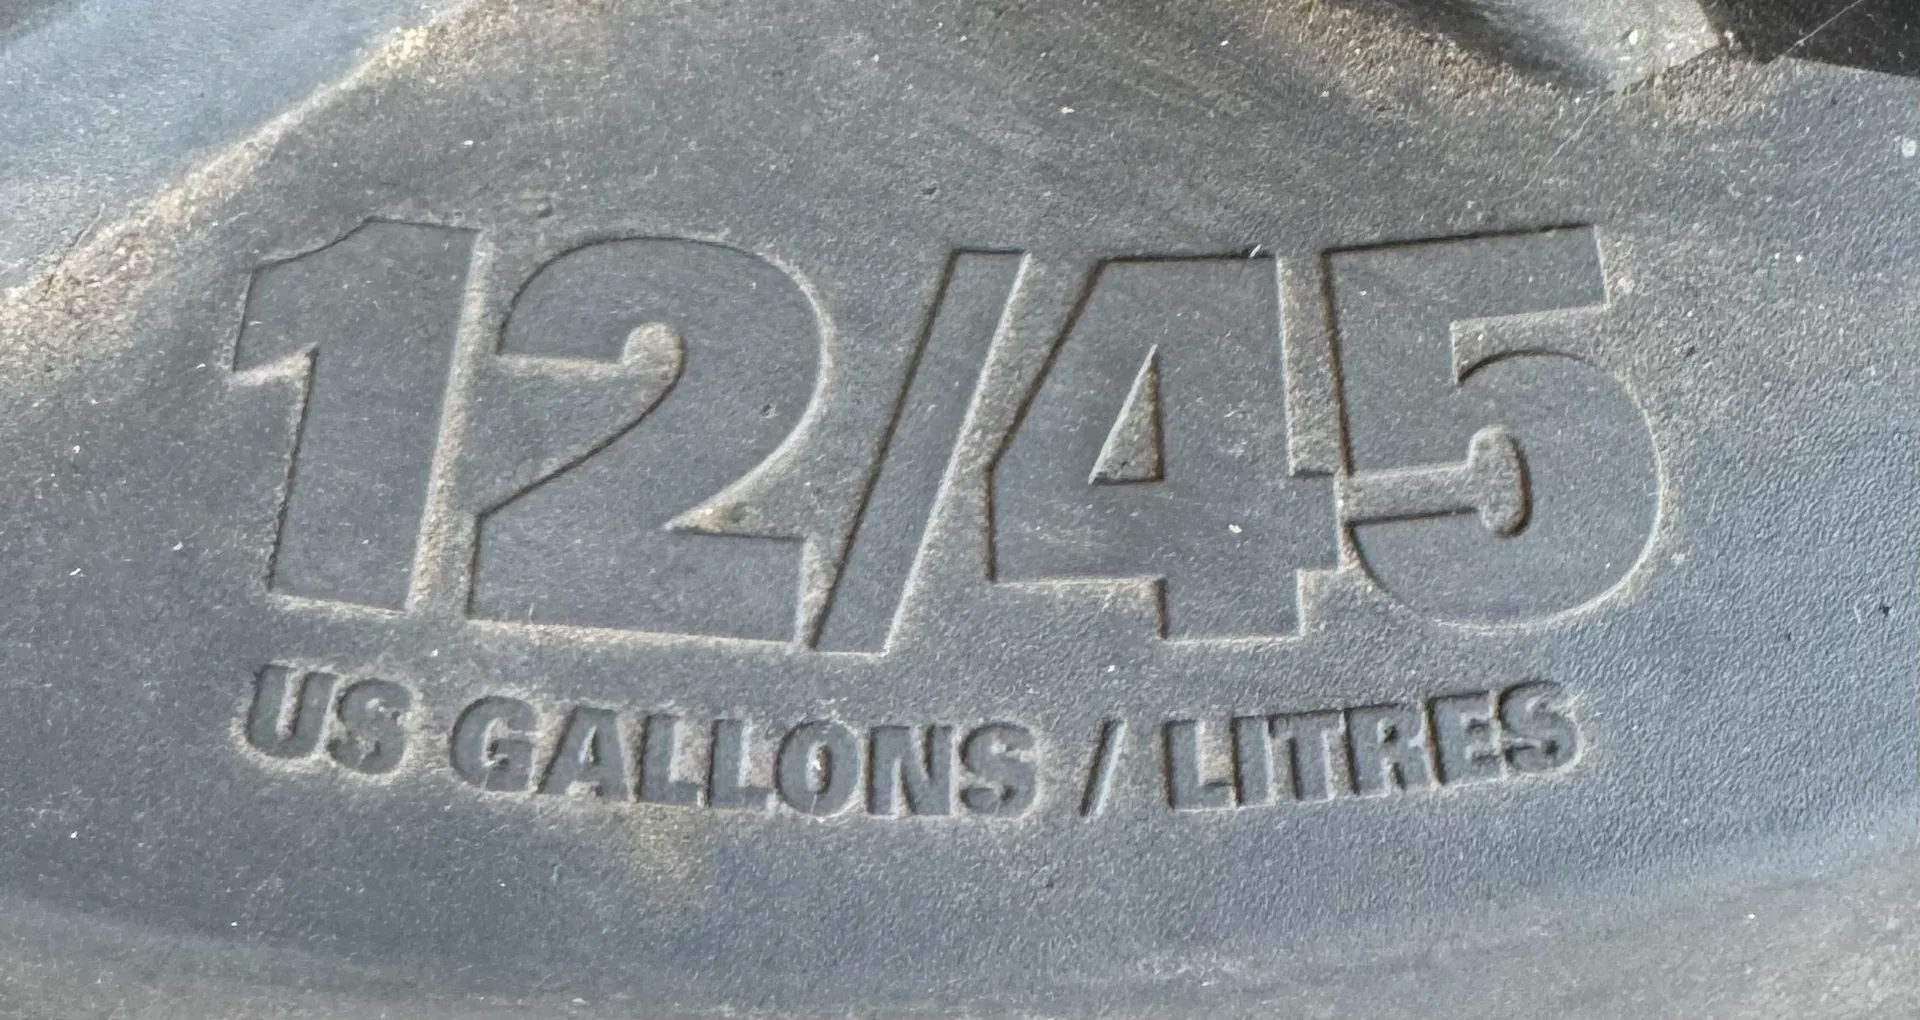 12/45
US GALLONS / LITRES